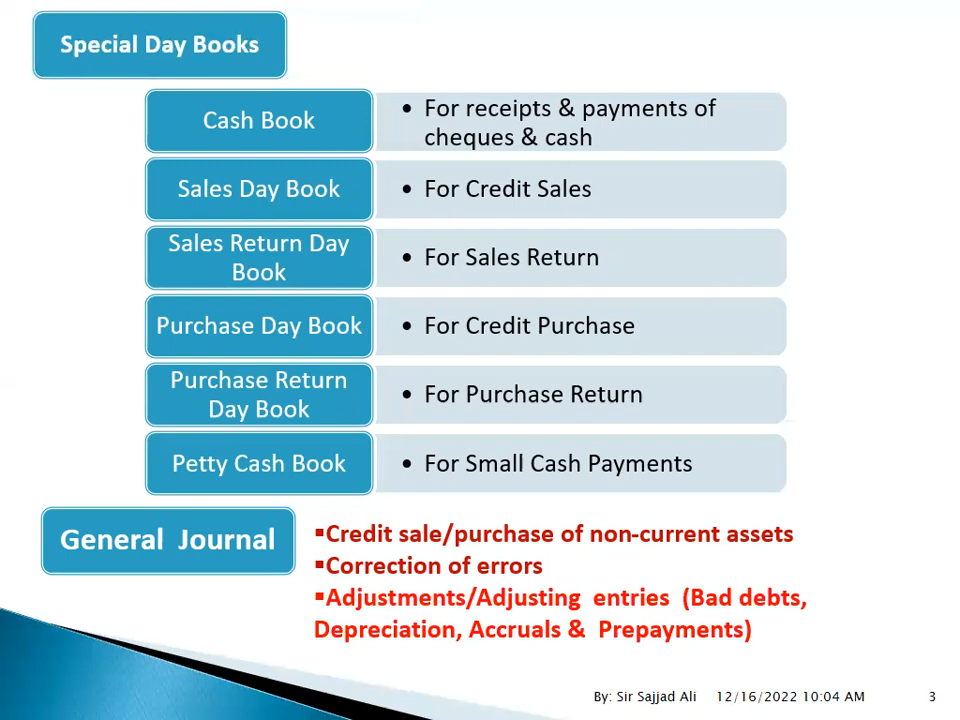 Special Day Books
Cash Book
• For receipts & payments of
cheques & cash
Sales Day Book
• For Credit Sales
Sales Return Day
Book
• For Sales Return
Purchase Day Book
• For Credit Purchase
Purchase Return
Day Book
• For Purchase Return
Petty Cash Book
• For Small Cash Payments
General Journal
▪Credit sale/purchase of non-current assets
▪Correction of errors
▪Adjustments/Adjusting entries (Bad debts,
Depreciation, Accruals & Prepayments)
By: Sir Sajjad Ali 12/16/2022 10:04 AM 3